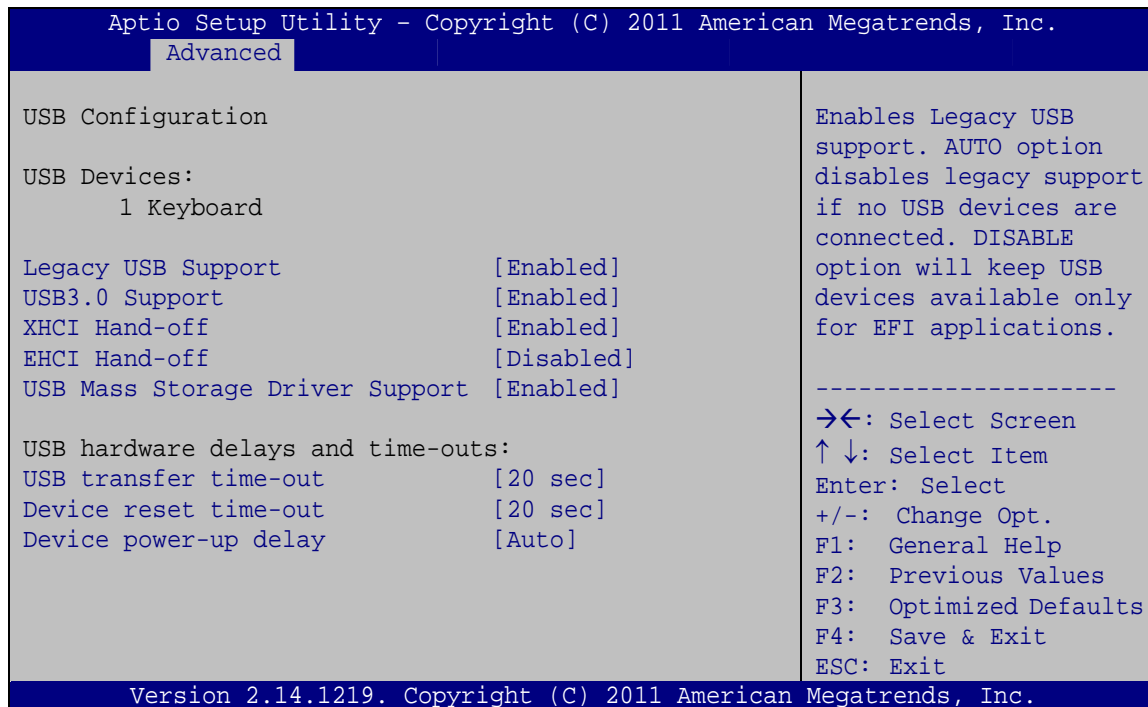 Aptio Setup Utility – Copyright (C) 2011 American Megatrends, Inc.
Advanced
USB Configuration
USB Devices:
1 Keyboard
Legacy USB Support [Enabled]
USB3.0 Support [Enabled]
XHCI Hand-off [Enabled]
EHCI Hand-off [Disabled]
USB Mass Storage Driver Support [Enabled]
USB hardware delays and time-outs:
USB transfer time-out [20 sec]
Device reset time-out [20 sec]
Device power-up delay [Auto]
Enables Legacy USB
support. AUTO option
disables legacy support
if no USB devices are
connected. DISABLE
option will keep USB
devices available only
for EFI applications.
---------------------
→←: Select Screen
↑ ↓: Select Item
Enter: Select
+/-: Change Opt.
F1: General Help
F2: Previous Values
F3: Optimized Defaults
F4: Save & Exit
ESC: Exit
Version 2.14.1219. Copyright (C) 2011 American Megatrends, Inc.